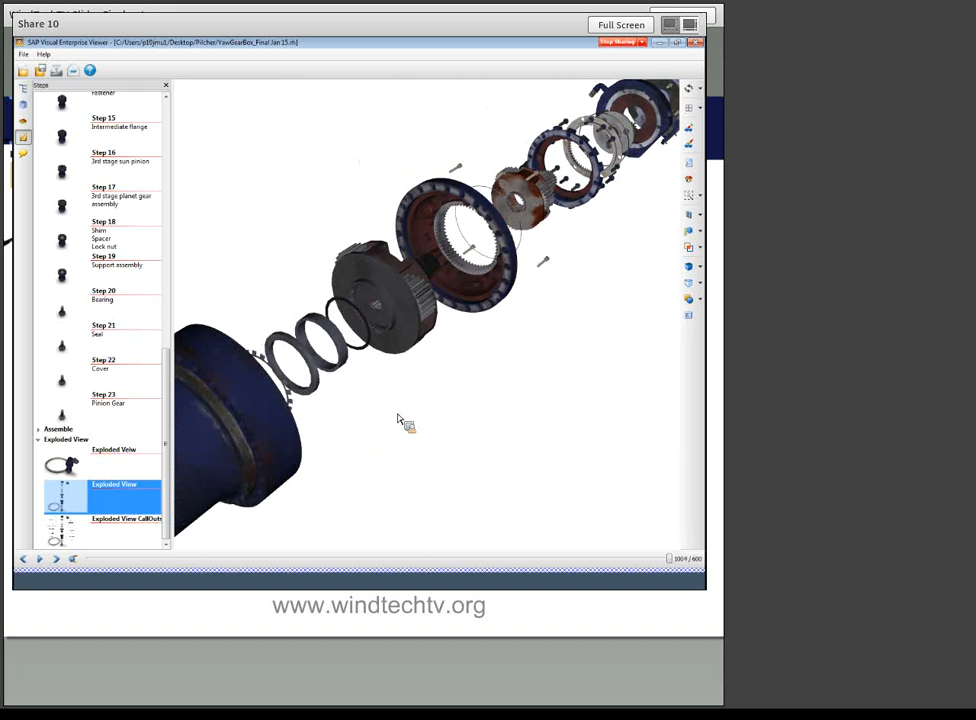 Share 10
Full Screen
SAP Visual Enterprise Viewer - [C:/Users/p10jmu1/Desktop/Pilcher/YawGearBox_Final Jan 15.rh]
Stop Sharing
File Help
Steps
Fastener
Step 15
Intermediate flange
Step 16
3rd stage sun pinion
Step 17
3rd stage planet gear
assembly
Step 18
Shim
Spacer
Lock nut
Step 19
Support assembly
Step 20
Bearing
Step 21
Seal
Step 22
Cover
Step 23
Pinion Gear
Assemble
Exploded View
Exploded Veiw
Exploded View
Exploded View CallOuts
1004 / 600
www.windtechtv.org